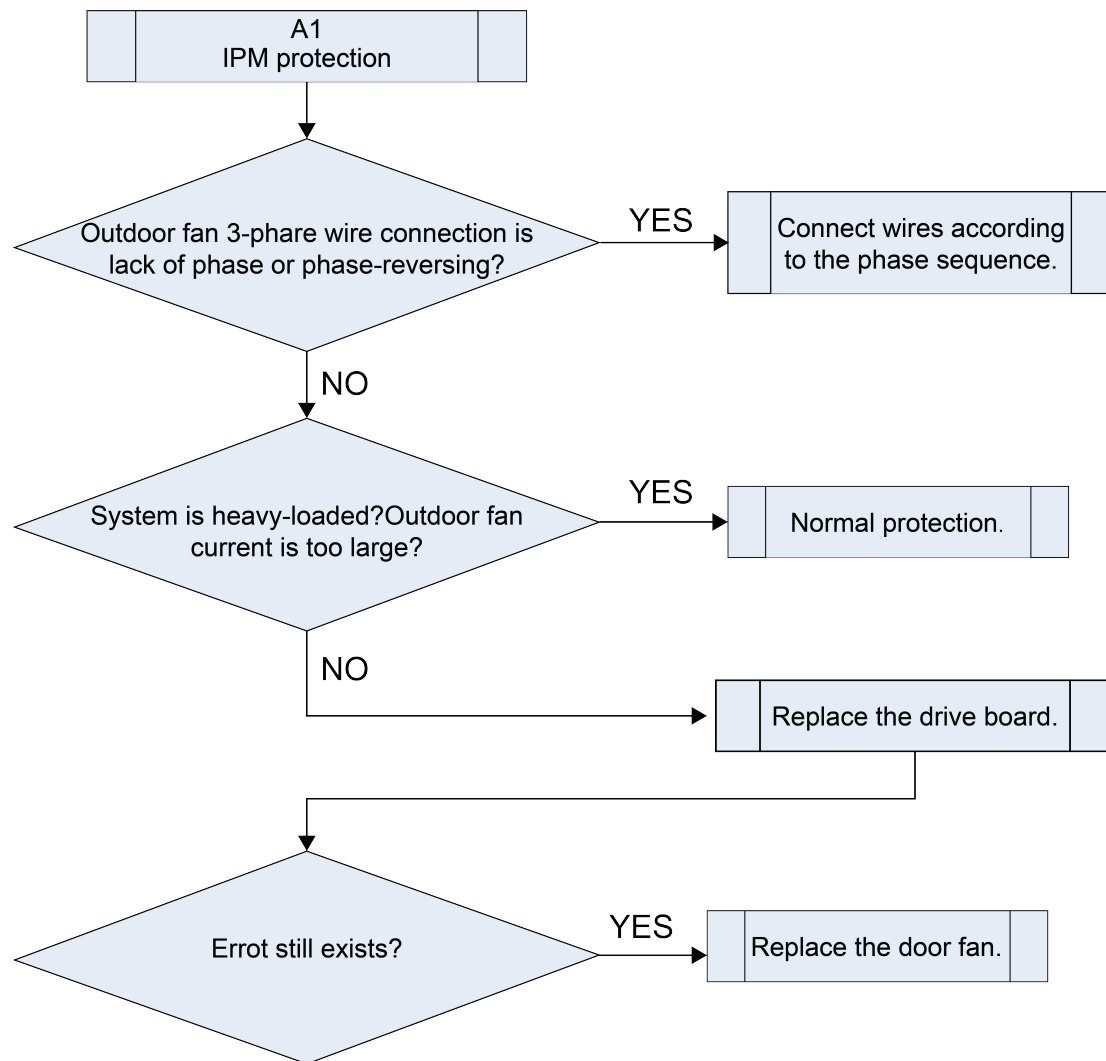 A1
IPM protection
Outdoor fan 3-phare wire connection is
lack of phase or phase-reversing?
YES
Connect wires according
to the phase sequence.
NO
System is heavy-loaded?Outdoor fan
current is too large?
YES
Normal protection.
NO
Replace the drive board.
Errot still exists?
YES
Replace the door fan.